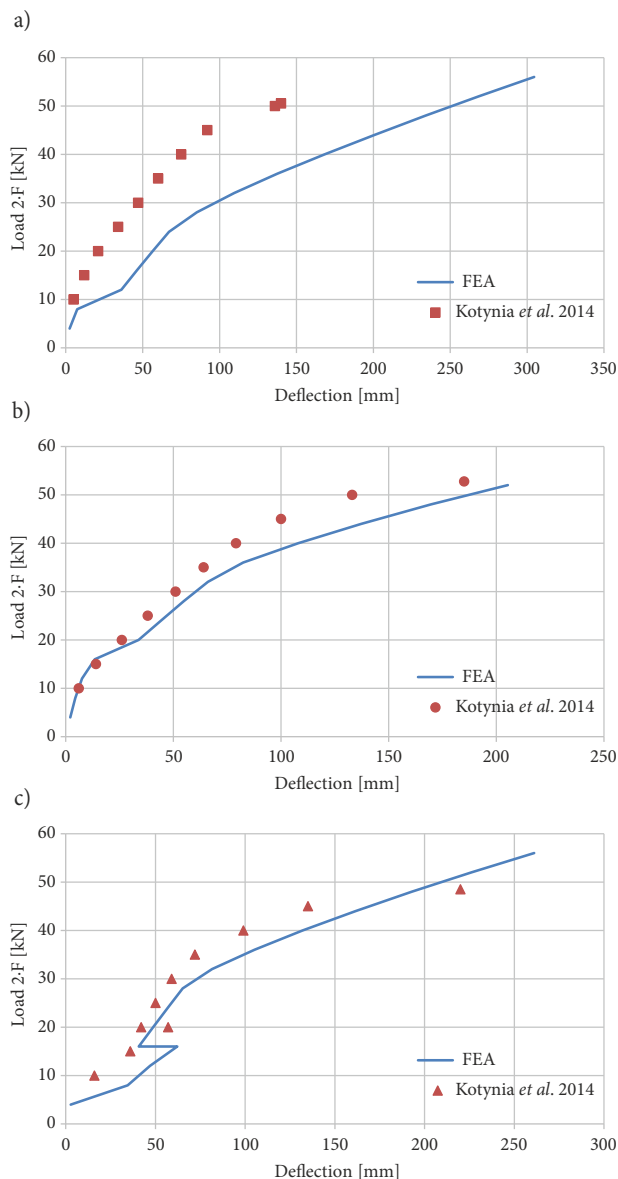 a)
60
50
40
30
20
10
0
Load 2·F [kN]
FEA
Kotynia et al. 2014
0 50 100 150 200 250 300 350
Deflection [mm]
b)
60
50
40
30
20
10
0
Load 2·F [kN]
FEA
Kotynia et al. 2014
0 50 100 150 200 250
Deflection [mm]
c)
60
50
40
30
20
10
0
Load 2·F [kN]
FEA
Kotynia et al. 2014
0 50 100 150 200 250 300
Deflection [mm]